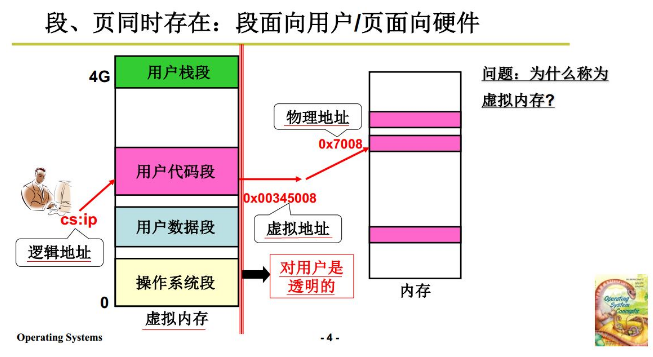 段、页同时存在：段面向用户/页面向硬件
4G
用户栈段
问题：为什么称为
虚拟内存?
物理地址
0x7008
用户代码段
0x00345008
cs:ip
用户数据段
虚拟地址
逻辑地址
操作系统段
对用户是
透明的
0
虚拟内存
内存
Operating
System
Concepts
Operating Systems
- 4 -